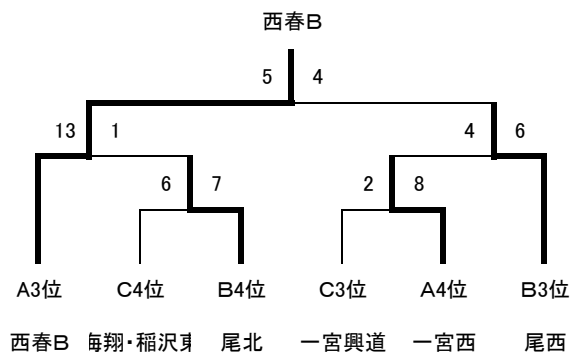 西春B
5 4
13 1 4 6
6 7 2 8
A3位 C4位 B4位 C3位 A4位 B3位
西春B 海翔・稲沢東 尾北 一宮興道 一宮西 尾西